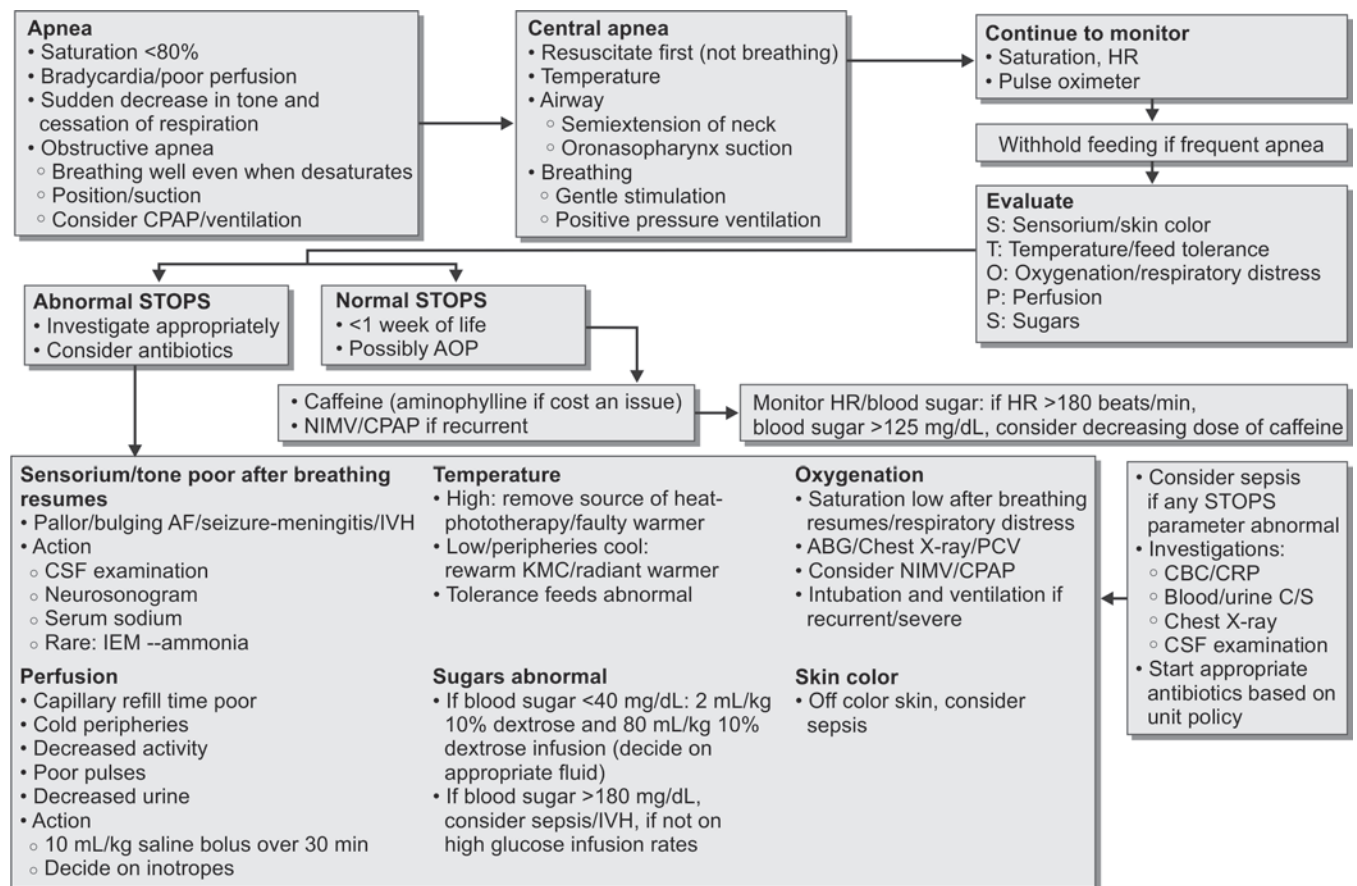 Apnea
• Saturation <80%
• Bradycardia/poor perfusion
• Sudden decrease in tone and
cessation of respiration
• Obstructive apnea
○ Breathing well even when desaturates
○ Position/suction
○ Consider CPAP/ventilation
Central apnea
• Resuscitate first (not breathing)
• Temperature
• Airway
○ Semiextension of neck
○ Oronasopharynx suction
• Breathing
○ Gentle stimulation
○ Positive pressure ventilation
Continue to monitor
• Saturation, HR
• Pulse oximeter
Withhold feeding if frequent apnea
Evaluate
S: Sensorium/skin color
T: Temperature/feed tolerance
O: Oxygenation/respiratory distress
P: Perfusion
S: Sugars
Abnormal STOPS
• Investigate appropriately
• Consider antibiotics
Normal STOPS
• <1 week of life
• Possibly AOP
• Caffeine (aminophylline if cost an issue)
• NIMV/CPAP if recurrent
Monitor HR/blood sugar: if HR >180 beats/min,
blood sugar >125 mg/dL, consider decreasing dose of caffeine
Sensorium/tone poor after breathing
resumes
• Pallor/bulging AF/seizure-meningitis/IVH
• Action
○ CSF examination
○ Neurosonogram
○ Serum sodium
○ Rare: IEM --ammonia
Temperature
• High: remove source of heat-
phototherapy/faulty warmer
• Low/peripheries cool:
rewarm KMC/radiant warmer
• Tolerance feeds abnormal
Oxygenation
• Saturation low after breathing
resumes/respiratory distress
• ABG/Chest X-ray/PCV
• Consider NIMV/CPAP
• Intubation and ventilation if
recurrent/severe
Perfusion
• Capillary refill time poor
• Cold peripheries
• Decreased activity
• Poor pulses
• Decreased urine
• Action
○ 10 mL/kg saline bolus over 30 min
○ Decide on inotropes
Sugars abnormal
• If blood sugar <40 mg/dL: 2 mL/kg
10% dextrose and 80 mL/kg 10%
dextrose infusion (decide on
appropriate fluid)
• If blood sugar >180 mg/dL,
consider sepsis/IVH, if not on
high glucose infusion rates
Skin color
• Off color skin, consider
sepsis
• Consider sepsis
if any STOPS
parameter abnormal
• Investigations:
○ CBC/CRP
○ Blood/urine C/S
○ Chest X-ray
○ CSF examination
• Start appropriate
antibiotics based on
unit policy